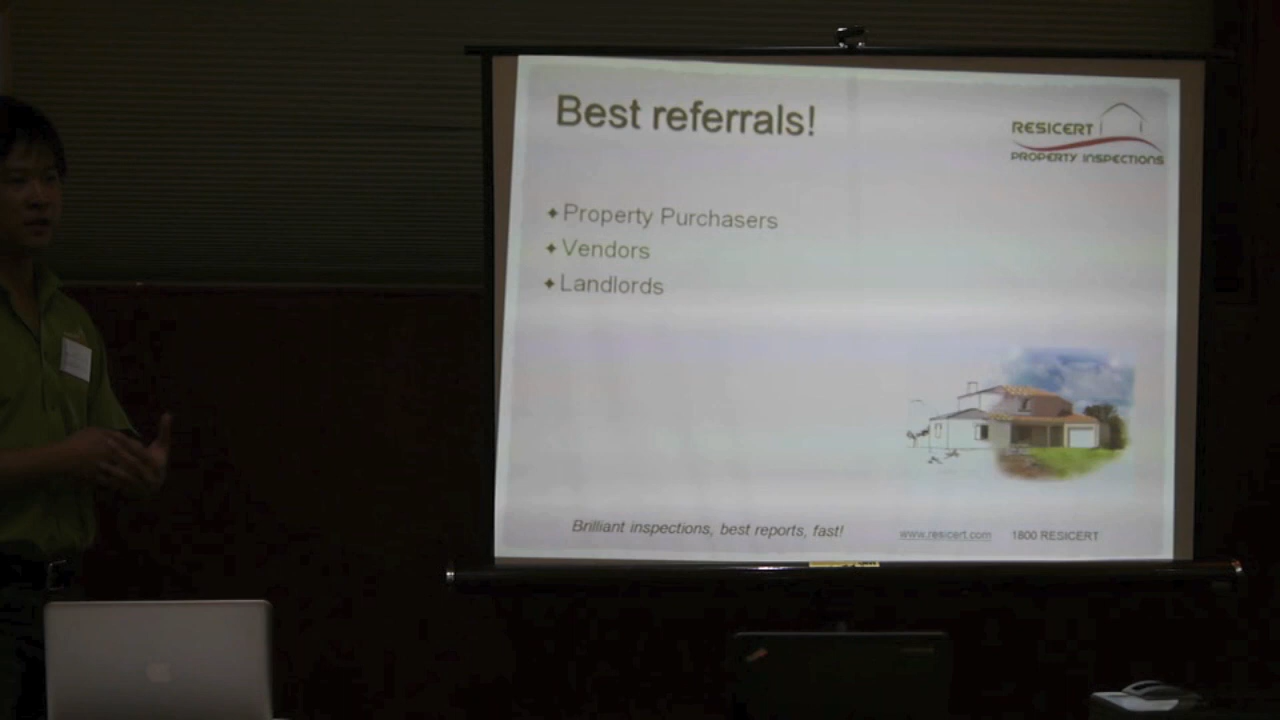 Best referrals!
RESICERT
PROPERTY INSPECTIONS
Property Purchasers
Vendors
Landlords
Brilliant inspections, best reports, fast!
www.resicert.com
1800 RESICERT